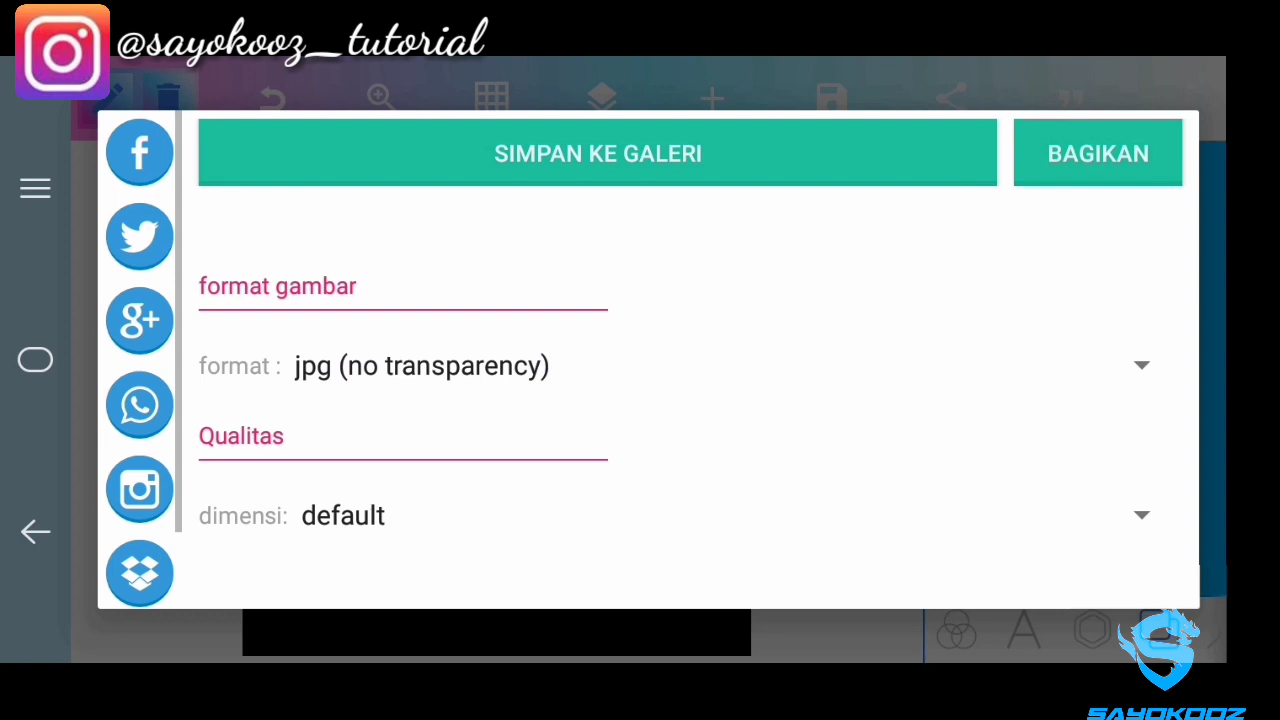 @sayokooz_tutorial
SIMPAN KE GALERI
BAGIKAN
format gambar
format : jpg (no transparency)
Qualitas
dimensi: default
SAYOKOOZ